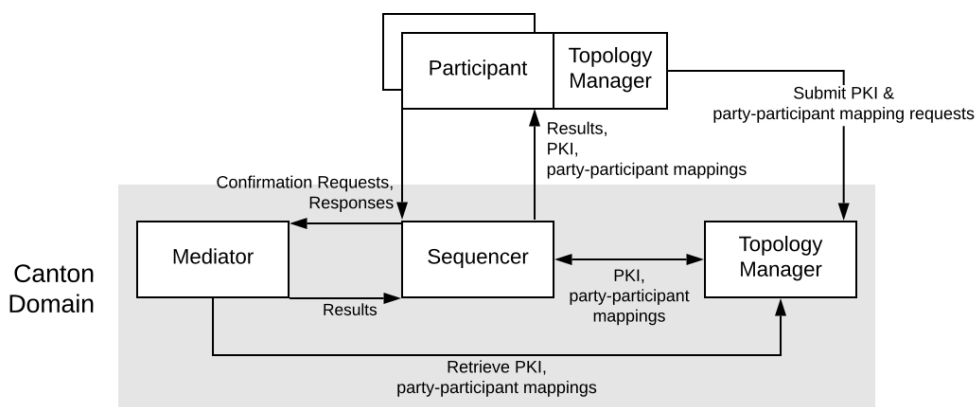 Participant
Topology
Manager
Submit PKI &
party-participant mapping requests
Results,
PKI,
party-participant mappings
Confirmation Requests,
Responses
Canton
Domain
Mediator
Sequencer
Topology
Manager
PKI,
party-participant
mappings
Results
Retrieve PKI,
party-participant mappings